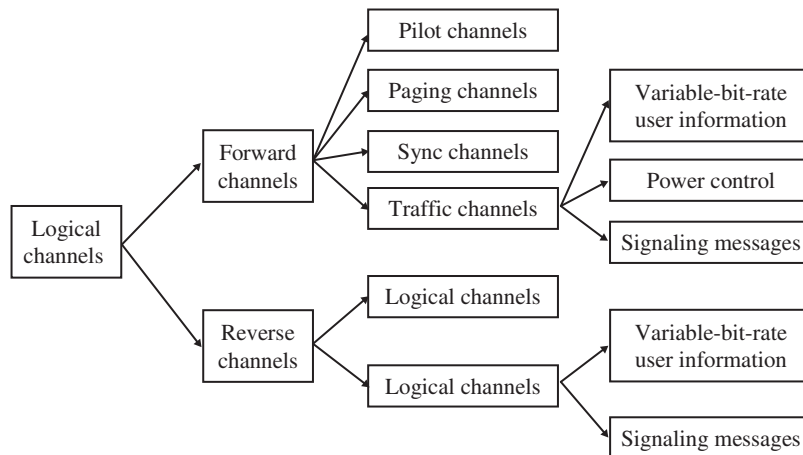 Pilot channels
Paging channels
Sync channels
Traffic channels
Forward
channels
Variable-bit-rate
user information
Power control
Signaling messages
Logical
channels
Reverse
channels
Logical channels
Logical channels
Variable-bit-rate
user information
Signaling messages